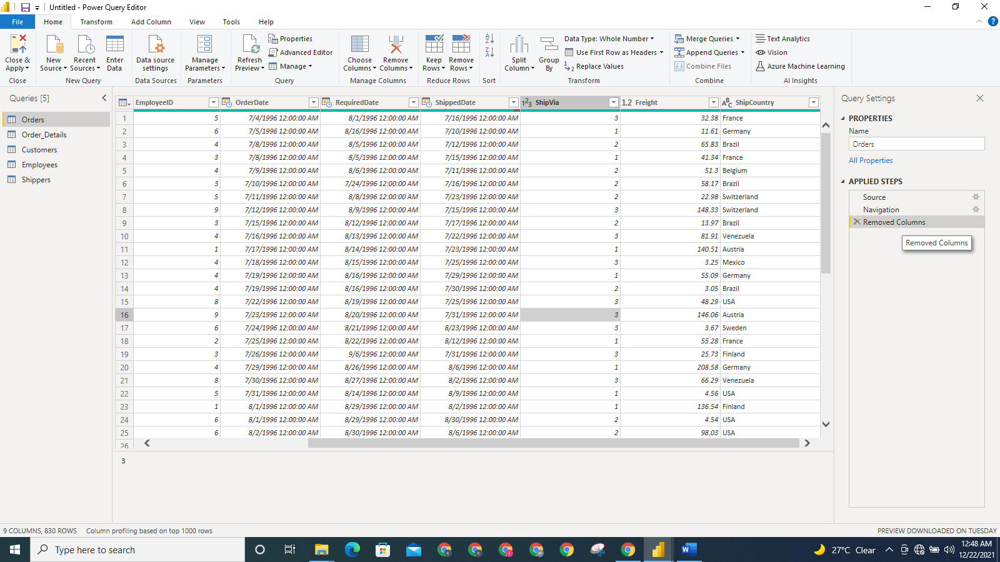 Untitled - Power Query Editor
File Home Transform Add Column View Tools Help
Close & Apply
Close
New Source Recent Sources Enter Data
New Query
Data source settings
Data Sources
Manage Parameters
Parameters
Refresh Preview Properties Advanced Editor Manage
Query
Choose Columns Remove Columns
Manage Columns
Keep Rows Remove Rows
Reduce Rows
Sort
Split Column Group By Data Type: Whole Number Use First Row as Headers Replace Values
Transform
Merge Queries Append Queries Combine Files
Combine
Text Analytics Vision Azure Machine Learning
AI Insights
Queries [5]
Orders
Order_Details
Customers
Employees
Shippers
EmployeeID OrderDate RequiredDate ShippedDate ShipVia Freight ShipCountry
1 5 7/4/1996 12:00:00 AM 8/1/1996 12:00:00 AM 7/16/1996 12:00:00 AM 3 32.38 France
2 6 7/5/1996 12:00:00 AM 8/16/1996 12:00:00 AM 7/10/1996 12:00:00 AM 1 11.61 Germany
3 4 7/8/1996 12:00:00 AM 8/5/1996 12:00:00 AM 7/12/1996 12:00:00 AM 2 65.83 Brazil
4 3 7/8/1996 12:00:00 AM 8/5/1996 12:00:00 AM 7/15/1996 12:00:00 AM 1 41.34 France
5 4 7/9/1996 12:00:00 AM 8/6/1996 12:00:00 AM 7/11/1996 12:00:00 AM 2 51.3 Belgium
6 3 7/10/1996 12:00:00 AM 7/24/1996 12:00:00 AM 7/16/1996 12:00:00 AM 2 58.17 Brazil
7 5 7/11/1996 12:00:00 AM 8/8/1996 12:00:00 AM 7/23/1996 12:00:00 AM 2 22.98 Switzerland
8 9 7/12/1996 12:00:00 AM 8/9/1996 12:00:00 AM 7/15/1996 12:00:00 AM 3 148.33 Switzerland
9 3 7/15/1996 12:00:00 AM 8/12/1996 12:00:00 AM 7/17/1996 12:00:00 AM 2 13.97 Brazil
10 4 7/16/1996 12:00:00 AM 8/13/1996 12:00:00 AM 7/22/1996 12:00:00 AM 3 81.91 Venezuela
11 1 7/17/1996 12:00:00 AM 8/14/1996 12:00:00 AM 7/23/1996 12:00:00 AM 1 140.51 Austria
12 4 7/18/1996 12:00:00 AM 8/15/1996 12:00:00 AM 7/25/1996 12:00:00 AM 3 3.25 Mexico
13 4 7/19/1996 12:00:00 AM 8/16/1996 12:00:00 AM 7/29/1996 12:00:00 AM 1 55.09 Germany
14 4 7/19/1996 12:00:00 AM 8/16/1996 12:00:00 AM 7/30/1996 12:00:00 AM 2 3.05 Brazil
15 8 7/22/1996 12:00:00 AM 8/19/1996 12:00:00 AM 7/25/1996 12:00:00 AM 3 48.29 USA
16 9 7/23/1996 12:00:00 AM 8/20/1996 12:00:00 AM 7/31/1996 12:00:00 AM 3 146.06 Austria
17 6 7/24/1996 12:00:00 AM 8/21/1996 12:00:00 AM 8/23/1996 12:00:00 AM 3 3.67 Sweden
18 2 7/25/1996 12:00:00 AM 8/22/1996 12:00:00 AM 8/12/1996 12:00:00 AM 1 55.28 France
19 3 7/26/1996 12:00:00 AM 9/6/1996 12:00:00 AM 7/31/1996 12:00:00 AM 3 25.73 Finland
20 4 7/29/1996 12:00:00 AM 8/26/1996 12:00:00 AM 8/6/1996 12:00:00 AM 1 208.58 Germany
21 8 7/30/1996 12:00:00 AM 8/27/1996 12:00:00 AM 8/2/1996 12:00:00 AM 3 66.29 Venezuela
22 5 7/31/1996 12:00:00 AM 8/14/1996 12:00:00 AM 8/9/1996 12:00:00 AM 1 4.56 USA
23 1 8/1/1996 12:00:00 AM 8/29/1996 12:00:00 AM 8/2/1996 12:00:00 AM 1 136.54 Finland
24 6 8/1/1996 12:00:00 AM 8/29/1996 12:00:00 AM 8/30/1996 12:00:00 AM 2 4.54 USA
25 6 8/2/1996 12:00:00 AM 8/30/1996 12:00:00 AM 8/6/1996 12:00:00 AM 2 98.03 USA
26
3
Query Settings
PROPERTIES
Name
Orders
All Properties
APPLIED STEPS
Source
Navigation
Removed Columns
Removed Columns
9 COLUMNS, 830 ROWS Column profiling based on top 1000 rows
PREVIEW DOWNLOADED ON TUESDAY
Type here to search
27°C Clear
12:48 AM
12/22/2021